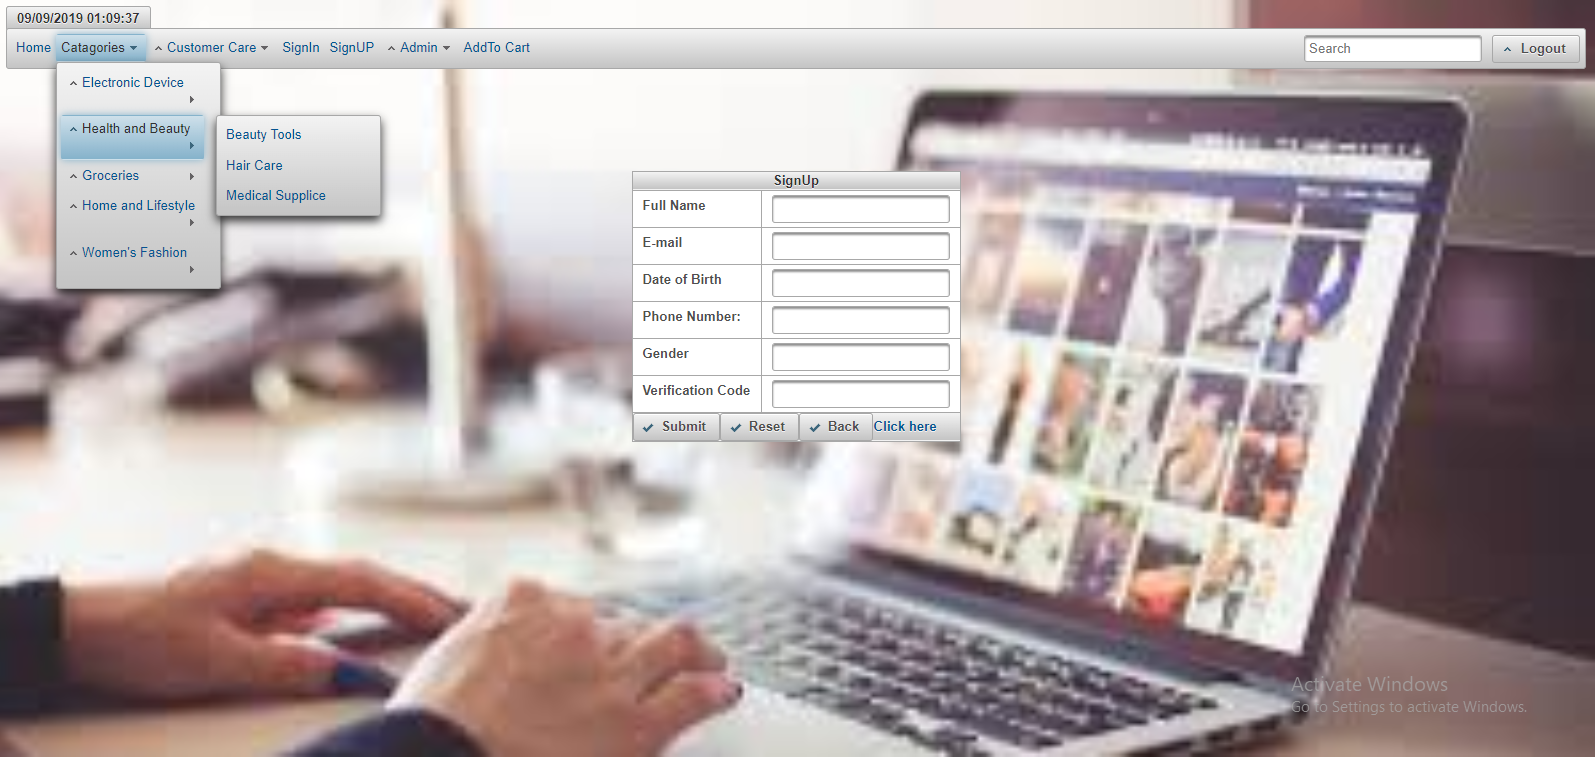 09/09/2019 01:09:37
Home Catagories Customer Care SignIn SignUP Admin AddTo Cart Search Logout
Electronic Device
Health and Beauty
Groceries
Home and Lifestyle
Women's Fashion
Beauty Tools
Hair Care
Medical Supplice
SignUp
Full Name
E-mail
Date of Birth
Phone Number:
Gender
Verification Code
Submit Reset Back Click here
Activate Windows
Go to Settings to activate Windows.